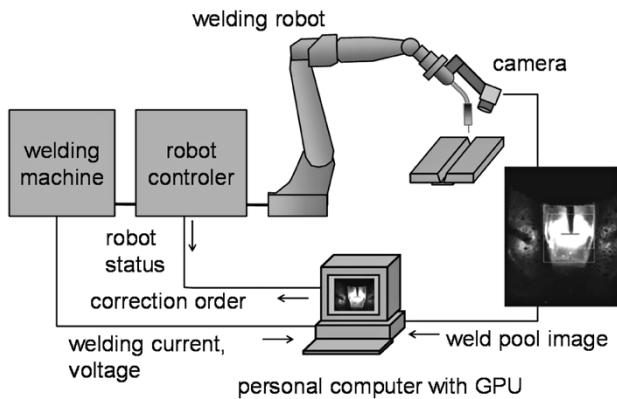 welding robot
camera
welding
machine
robot
controler
robot
status
correction order
welding current,
voltage
weld pool image
personal computer with GPU